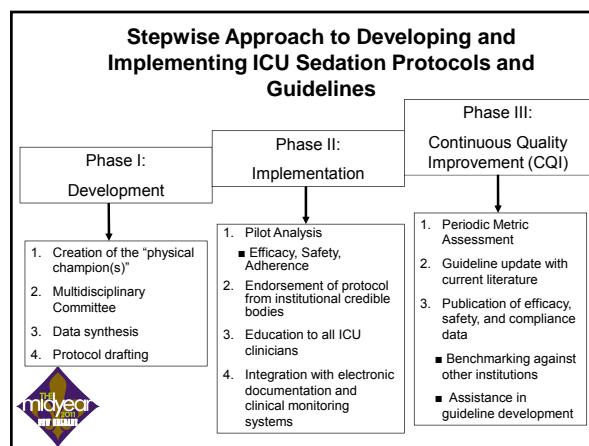 Stepwise Approach to Developing and
Implementing ICU Sedation Protocols and
Guidelines
Phase I:
Development
1. Creation of the “physical
champion(s)”
2. Multidisciplinary
Committee
3. Data synthesis
4. Protocol drafting
Phase II:
Implementation
1. Pilot Analysis
■ Efficacy, Safety,
Adherence
2. Endorsement of protocol
from institutional credible
bodies
3. Education to all ICU
clinicians
4. Integration with electronic
documentation and
clinical monitoring
systems
Phase III:
Continuous Quality
Improvement (CQI)
1. Periodic Metric
Assessment
2. Guideline update with
current literature
3. Publication of efficacy,
safety, and compliance
data
■ Benchmarking against
other institutions
■ Assistance in
guideline development
THE
midyear
2011
NEW ORLEANS